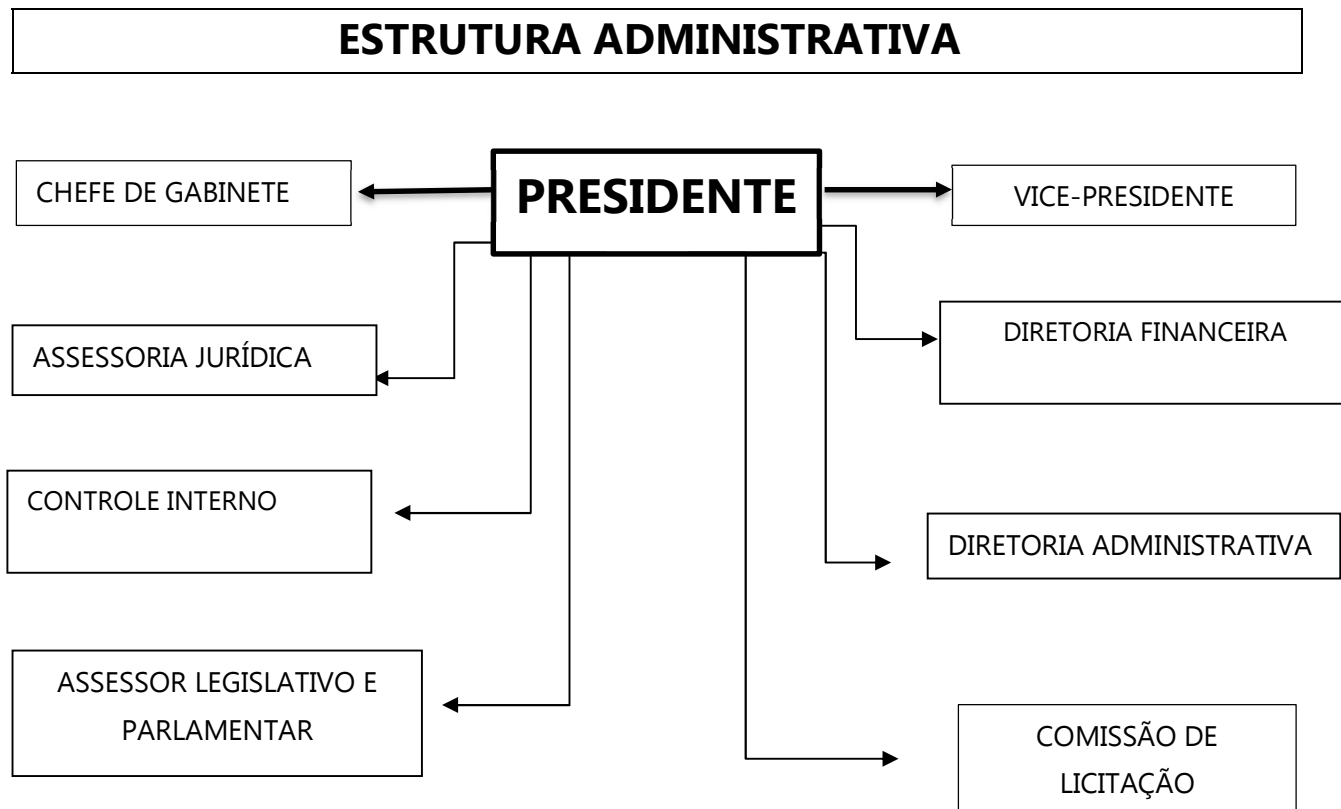 ESTRUTURA ADMINISTRATIVA
CHEFE DE GABINETE
PRESIDENTE
VICE-PRESIDENTE
ASSESSORIA JURÍDICA
DIRETORIA FINANCEIRA
CONTROLE INTERNO
DIRETORIA ADMINISTRATIVA
ASSESSOR LEGISLATIVO E
PARLAMENTAR
COMISSÃO DE
LICITAÇÃO